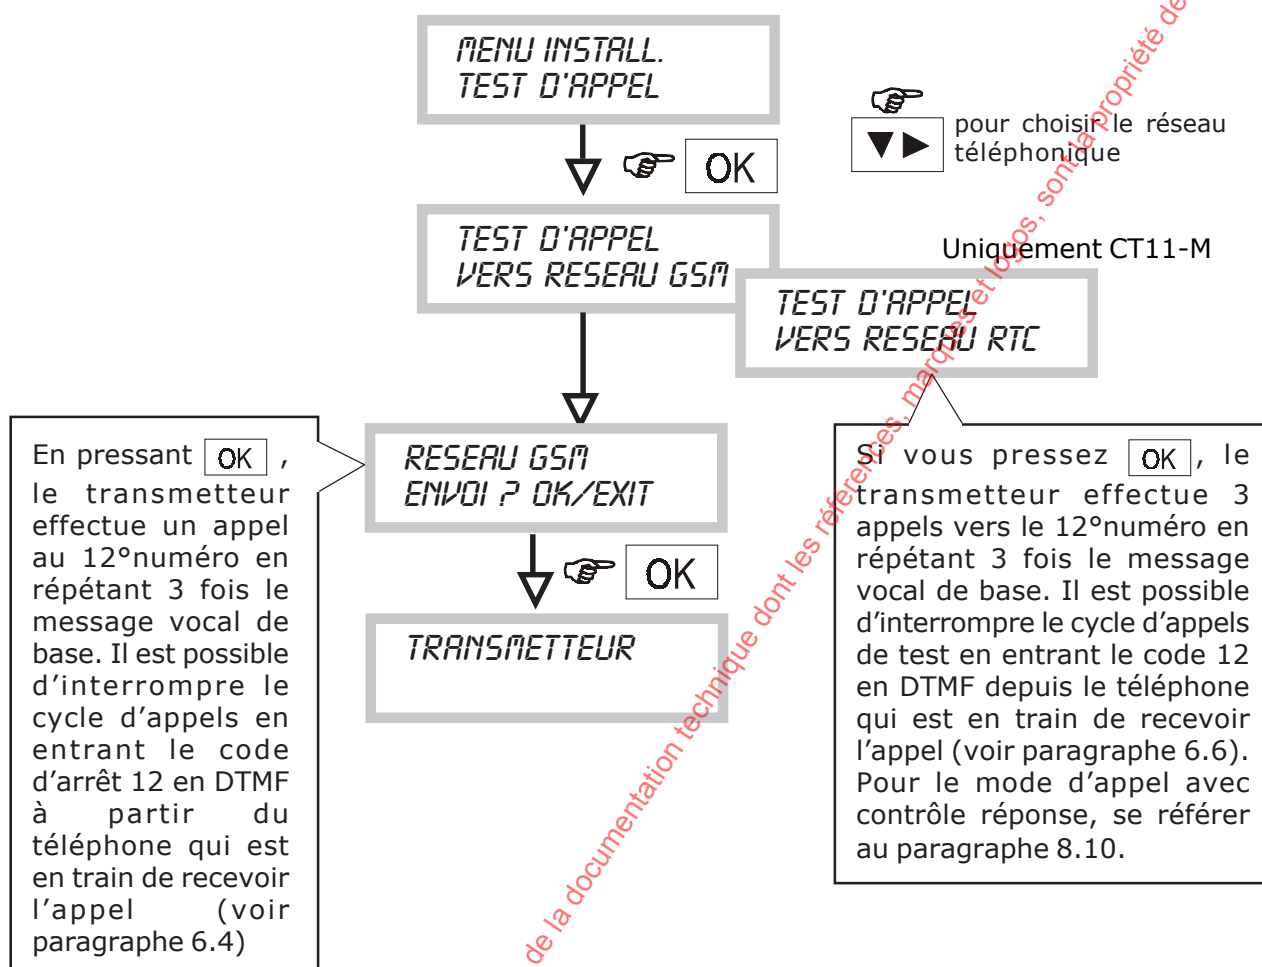 MENU INSTALL.
TEST D'APPEL
OK
pour choisir le réseau
téléphonique
TEST D'APPEL
VERS RESEAU GSM
Uniquement CT11-M
TEST D'APPEL
VERS RESEAU RTC
En pressant OK ,
le transmetteur
effectue un appel
au 12°numéro en
répétant 3 fois le
message vocal de
base. Il est possible
d'interrompre le
cycle d'appels en
entrant le code
d'arrêt 12 en DTMF
à partir du
téléphone qui est
en train de recevoir
l'appel (voir
paragraphe 6.4)
RESEAU GSM
ENVOI ? OK/EXIT
OK
TRANSMETTEUR
Si vous pressez OK , le
transmetteur effectue 3
appels vers le 12°numéro en
répétant 3 fois le message
vocal de base. Il est possible
d'interrompre le cycle d'appels
de test en entrant le code 12
en DTMF depuis le téléphone
qui est en train de recevoir
l'appel (voir paragraphe 6.6).
Pour le mode d'appel avec
contrôle réponse, se référer
au paragraphe 8.10.
de la documentation technique dont les références, marques et logos, sont la propriété de